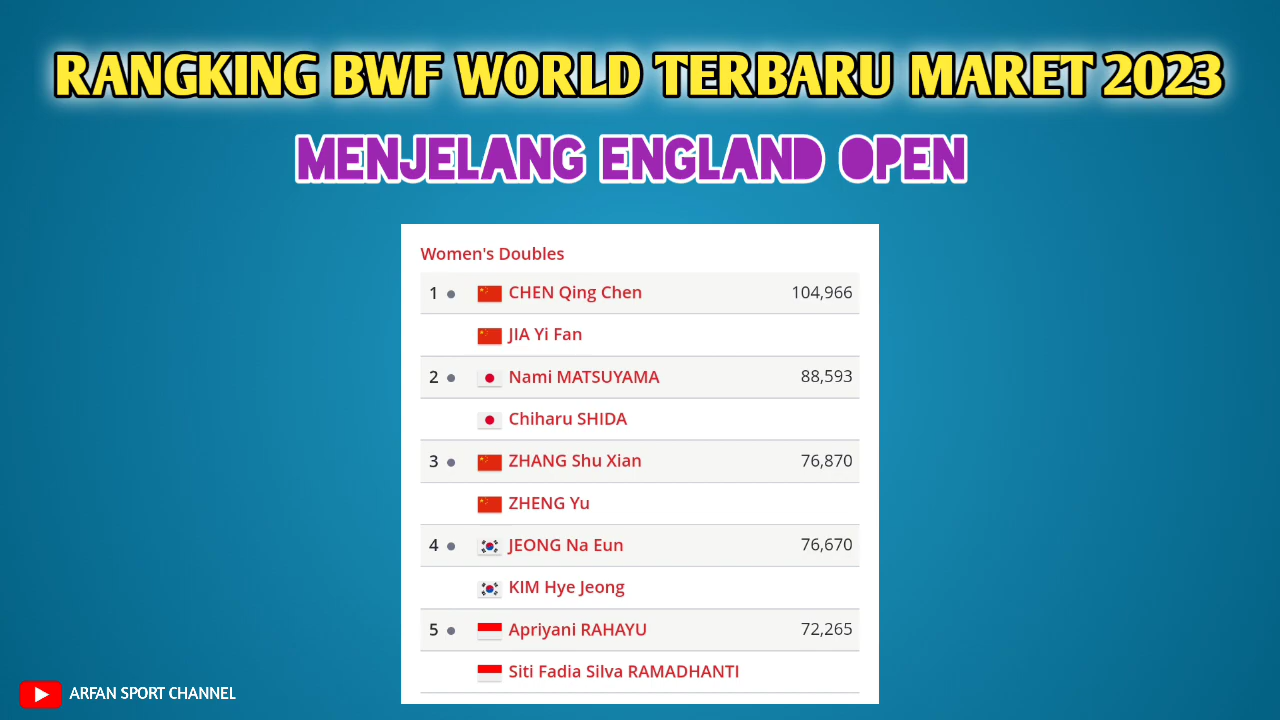 RANGKING BWF WORLD TERBARU MARET 2023
MENJELANG ENGLAND OPEN
Women's Doubles
1 CHEN Qing Chen 104,966
JIA Yi Fan
2 Nami MATSUYAMA 88,593
Chiharu SHIDA
3 ZHANG Shu Xian 76,870
ZHENG Yu
4 JEONG Na Eun 76,670
KIM Hye Jeong
5 Apriyani RAHAYU 72,265
Siti Fadia Silva RAMADHANTI
ARFAN SPORT CHANNEL